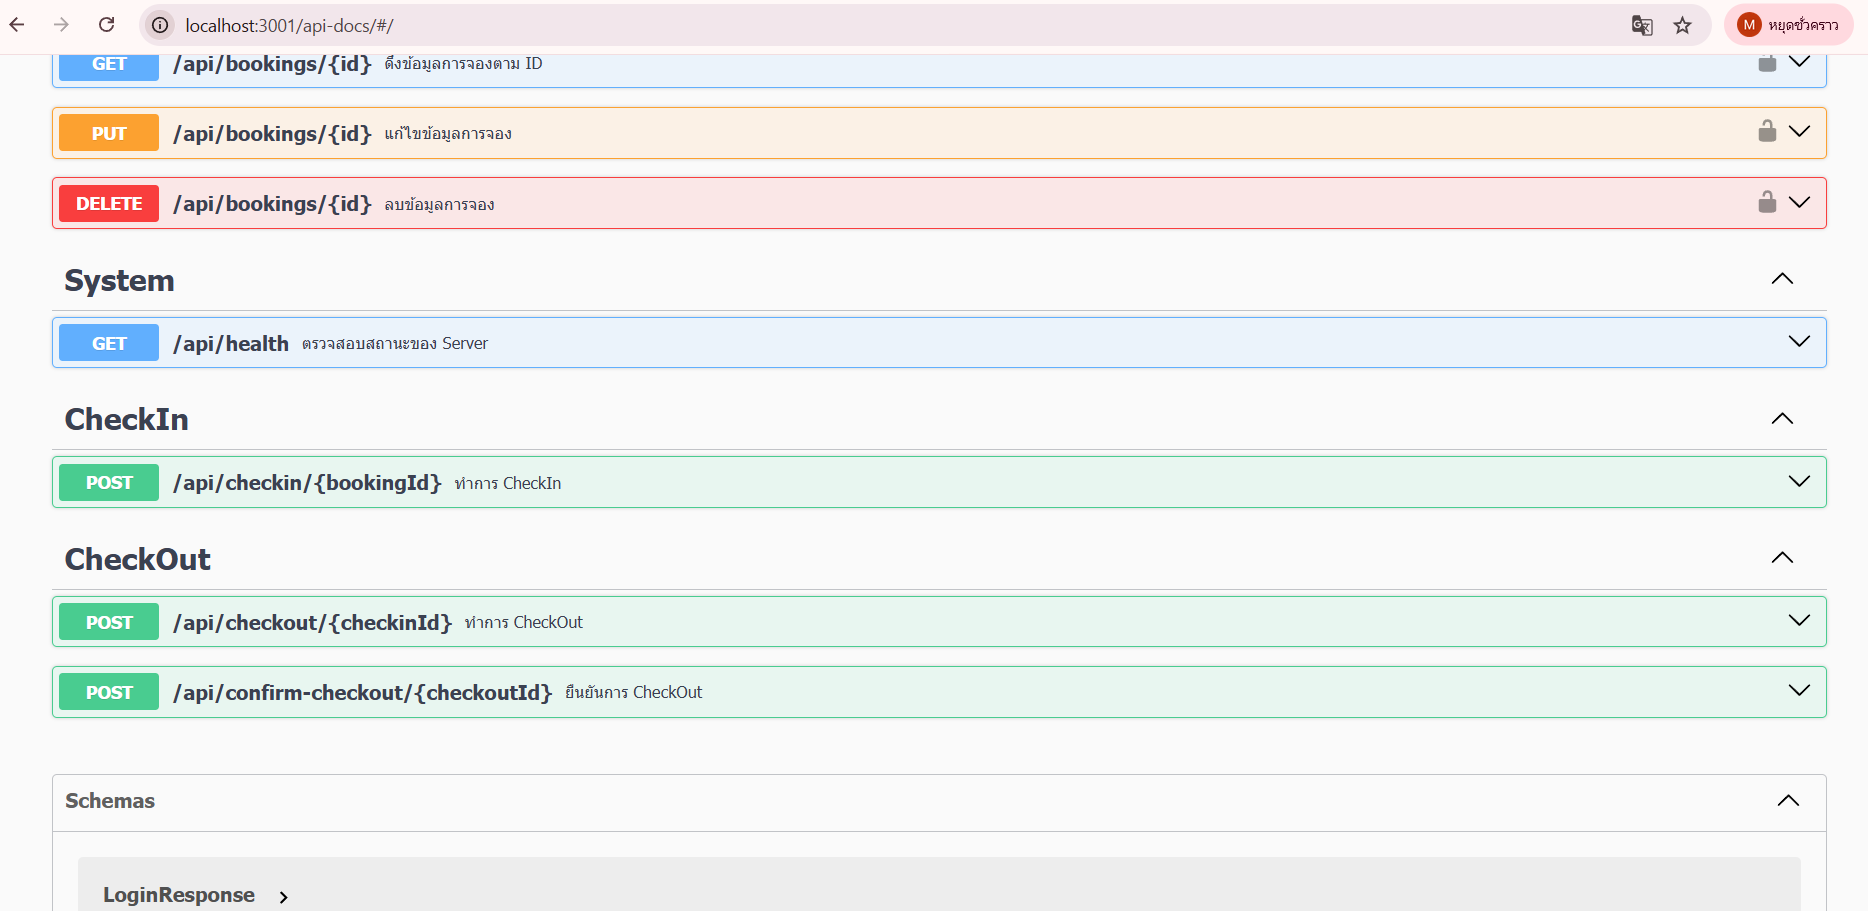 localhost:3001/api-docs/#/
M หยุดชั่วคราว
GET /api/bookings/{id} ดึงข้อมูลการจองตาม ID
PUT /api/bookings/{id} แก้ไขข้อมูลการจอง
DELETE /api/bookings/{id} ลบข้อมูลการจอง
System
GET /api/health ตรวจสอบสถานะของ Server
CheckIn
POST /api/checkin/{bookingId} ทำการ CheckIn
CheckOut
POST /api/checkout/{checkinId} ทำการ CheckOut
POST /api/confirm-checkout/{checkoutId} ยืนยันการ CheckOut
Schemas
LoginResponse